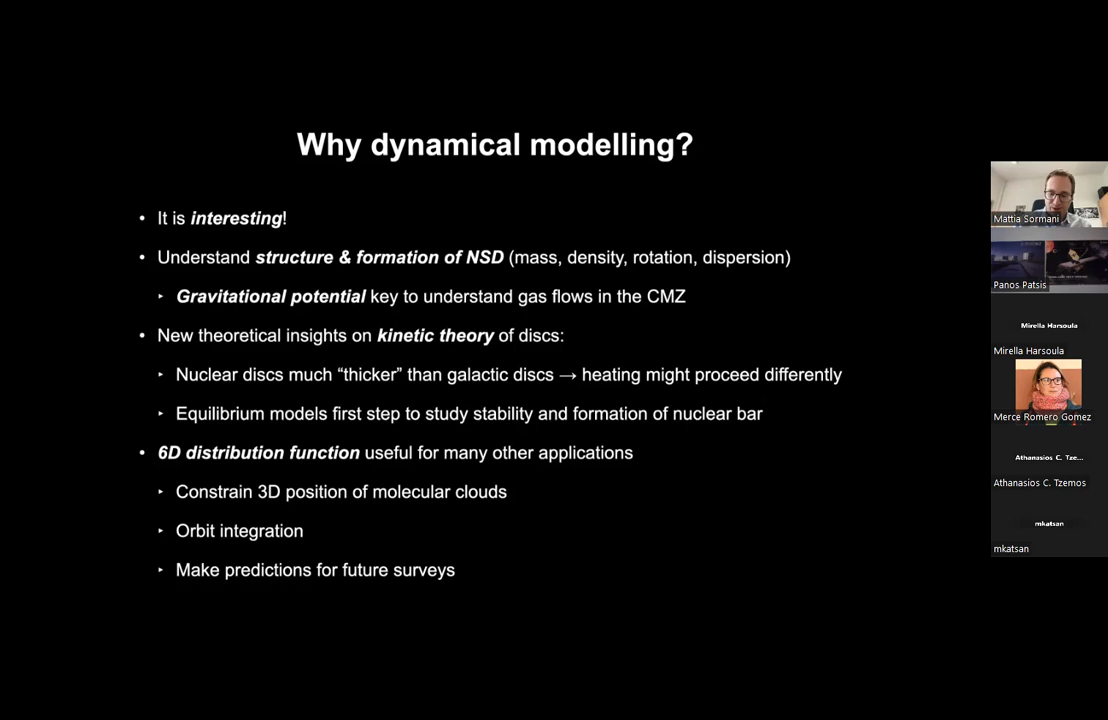 Why dynamical modelling?
• It is interesting!
• Understand structure & formation of NSD (mass, density, rotation, dispersion)
‣ Gravitational potential key to understand gas flows in the CMZ
• New theoretical insights on kinetic theory of discs:
‣ Nuclear discs much “thicker” than galactic discs → heating might proceed differently
‣ Equilibrium models first step to study stability and formation of nuclear bar
• 6D distribution function useful for many other applications
‣ Constrain 3D position of molecular clouds
‣ Orbit integration
‣ Make predictions for future surveys
Mattia Sormani
Panos Patsis
Mirella Harsoula
Mirella Harsoula
Merce Romero Gomez
Athanasios C. Tze...
Athanasios C. Tzemos
mkatsan
mkatsan